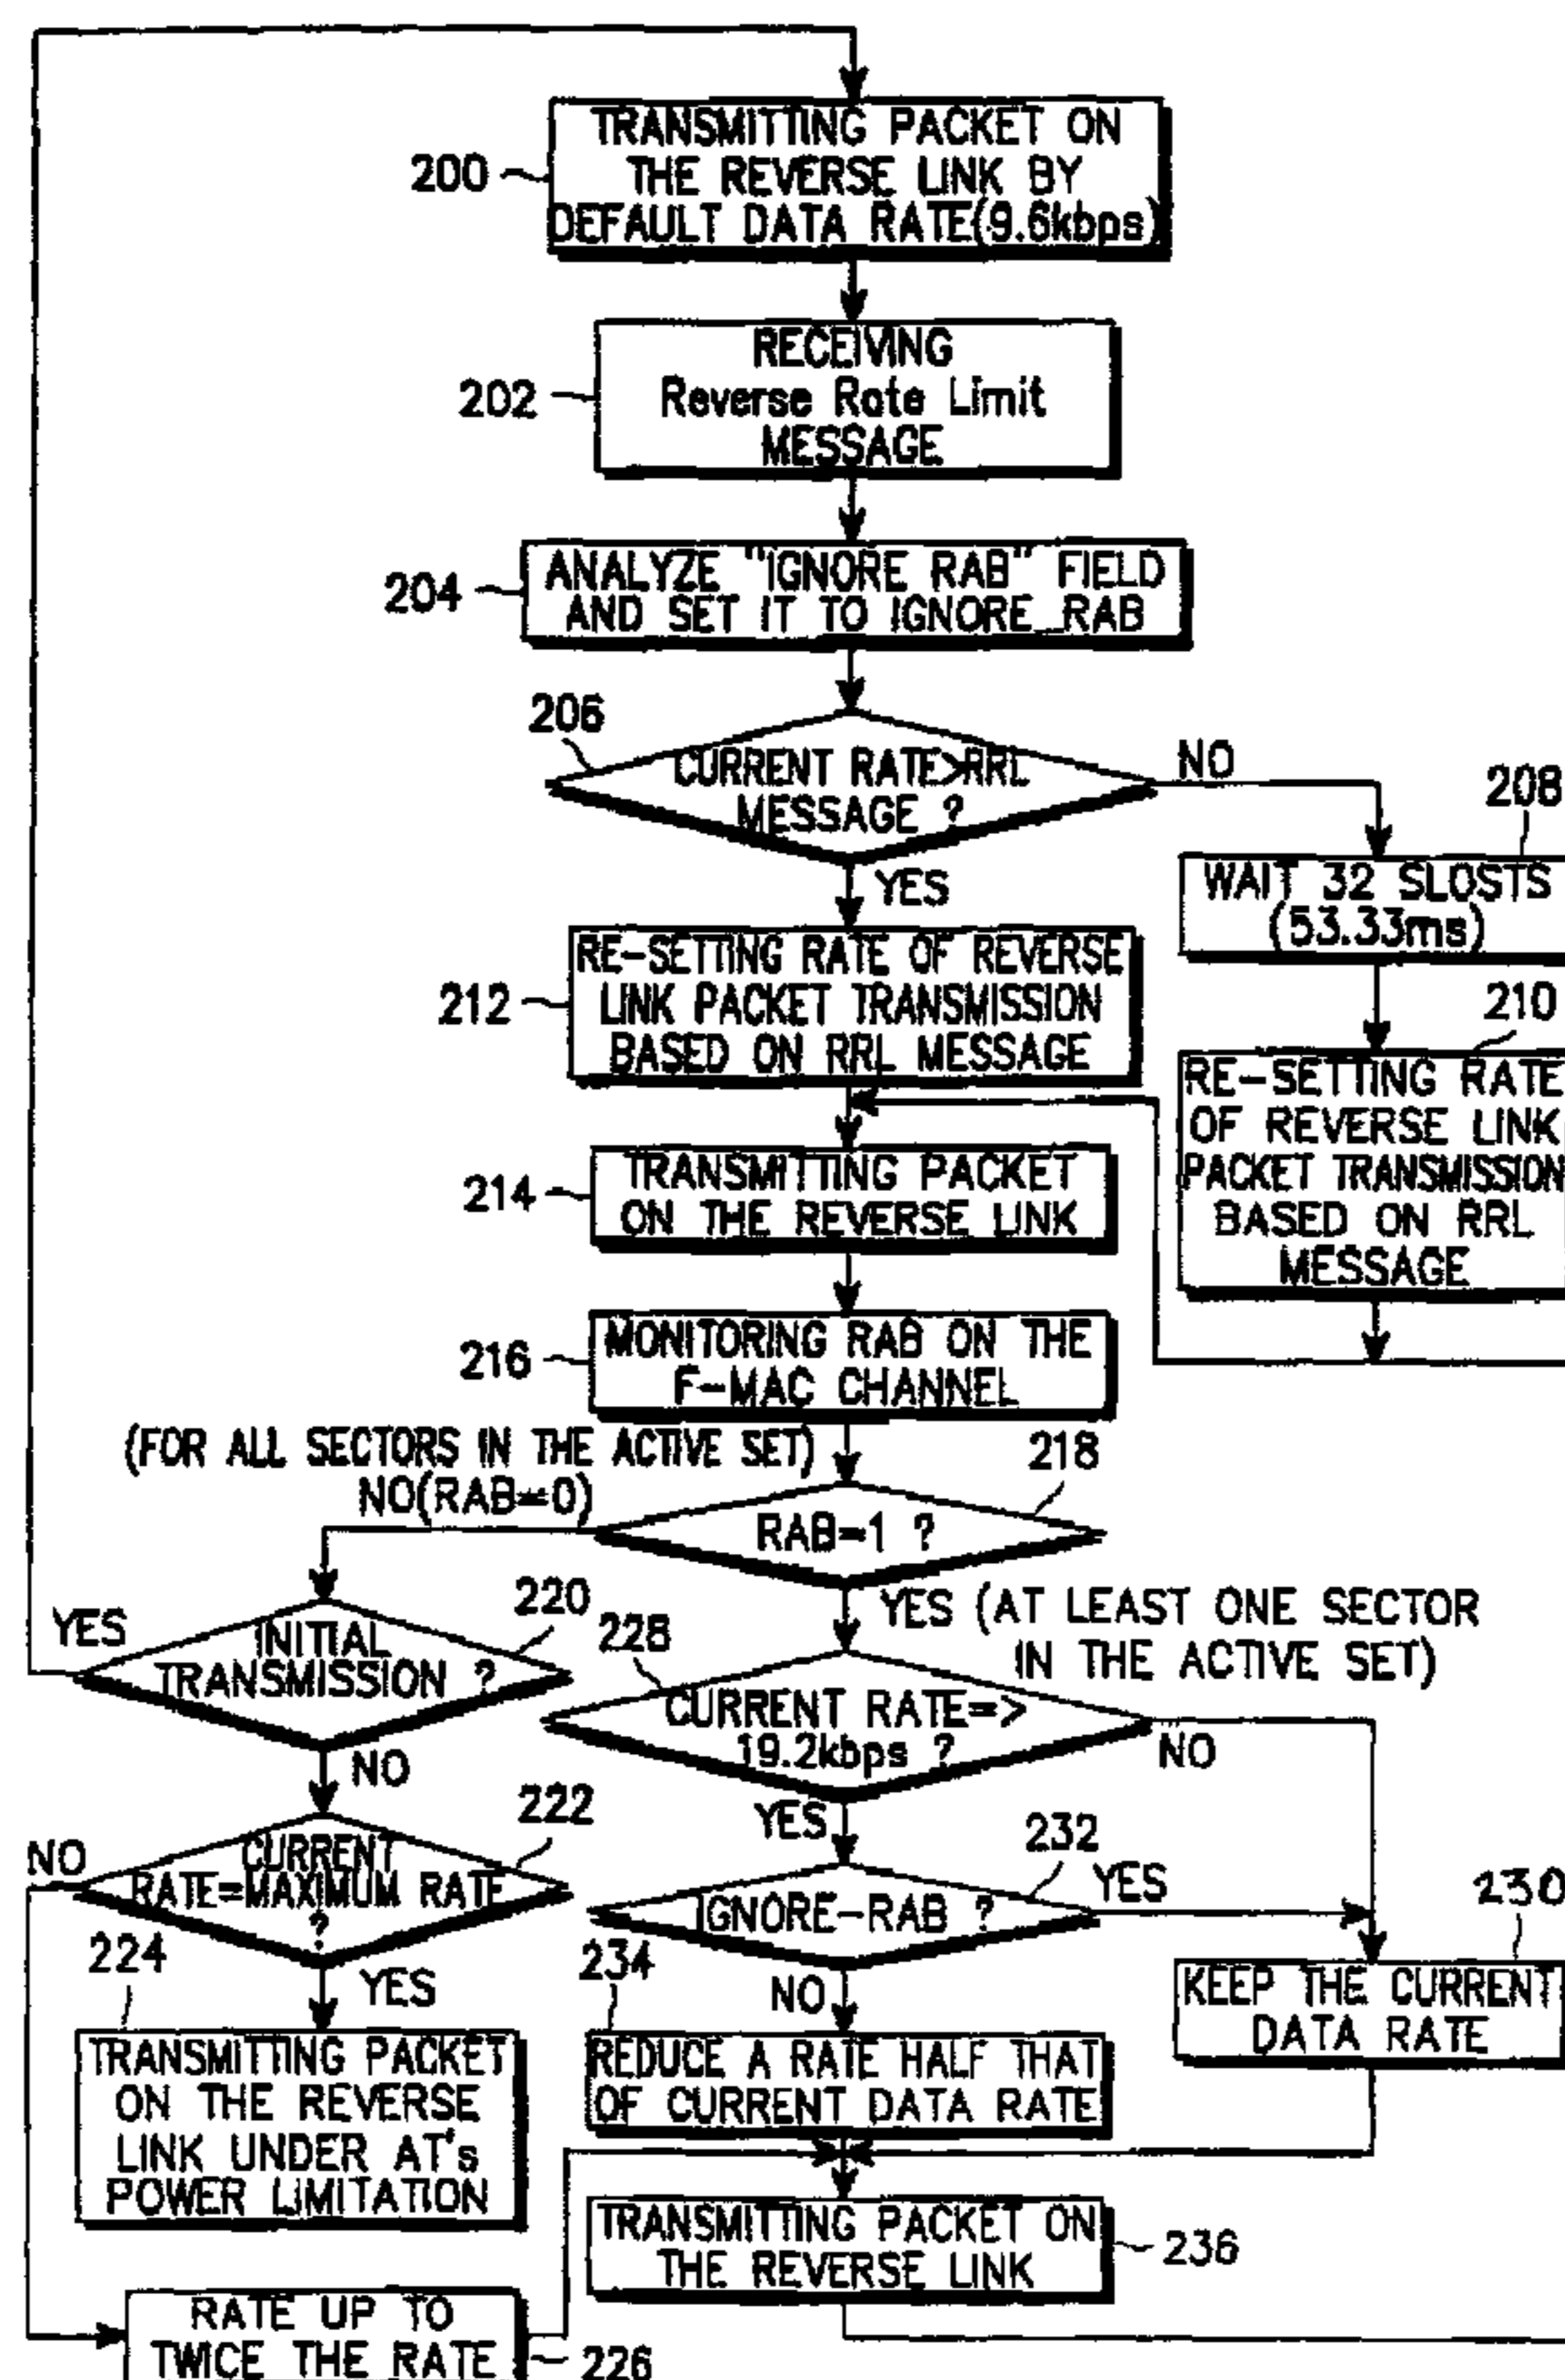 200
TRANSMITTING PACKET ON
THE REVERSE LINK BY
DEFAULT DATA RATE(9.6kbps)
202
RECEIVING
Reverse Rate Limit
MESSAGE
204
ANALYZE "IGNORE RAB" FIELD
AND SET IT TO IGNORE_RAB
206
CURRENT RATE>RRL
MESSAGE ?
NO
YES
208
WAIT 32 SLOSTS
(53.33ms)
210
RE-SETTING RATE
OF REVERSE LINK
PACKET TRANSMISSION
BASED ON RRL
MESSAGE
212
RE-SETTING RATE OF REVERSE
LINK PACKET TRANSMISSION
BASED ON RRL MESSAGE
214
TRANSMITTING PACKET
ON THE REVERSE LINK
216
MONITORING RAB ON THE
F-MAC CHANNEL
(FOR ALL SECTORS IN THE ACTIVE SET)
NO(RAB=0)
218
RAB=1 ?
YES (AT LEAST ONE SECTOR
IN THE ACTIVE SET)
YES
220
INITIAL
TRANSMISSION ?
NO
228
CURRENT RATE=>
19.2kbps ?
NO
YES
222
NO
CURRENT
RATE=MAXIMUM RATE
?
YES
232
IGNORE-RAB ?
YES
NO
230
KEEP THE CURRENT
DATA RATE
224
TRANSMITTING PACKET
ON THE REVERSE
LINK UNDER AT's
POWER LIMITATION
234
REDUCE A RATE HALF THAT
OF CURRENT DATA RATE
TRANSMITTING PACKET ON
THE REVERSE LINK
236
RATE UP TO
TWICE THE RATE
226